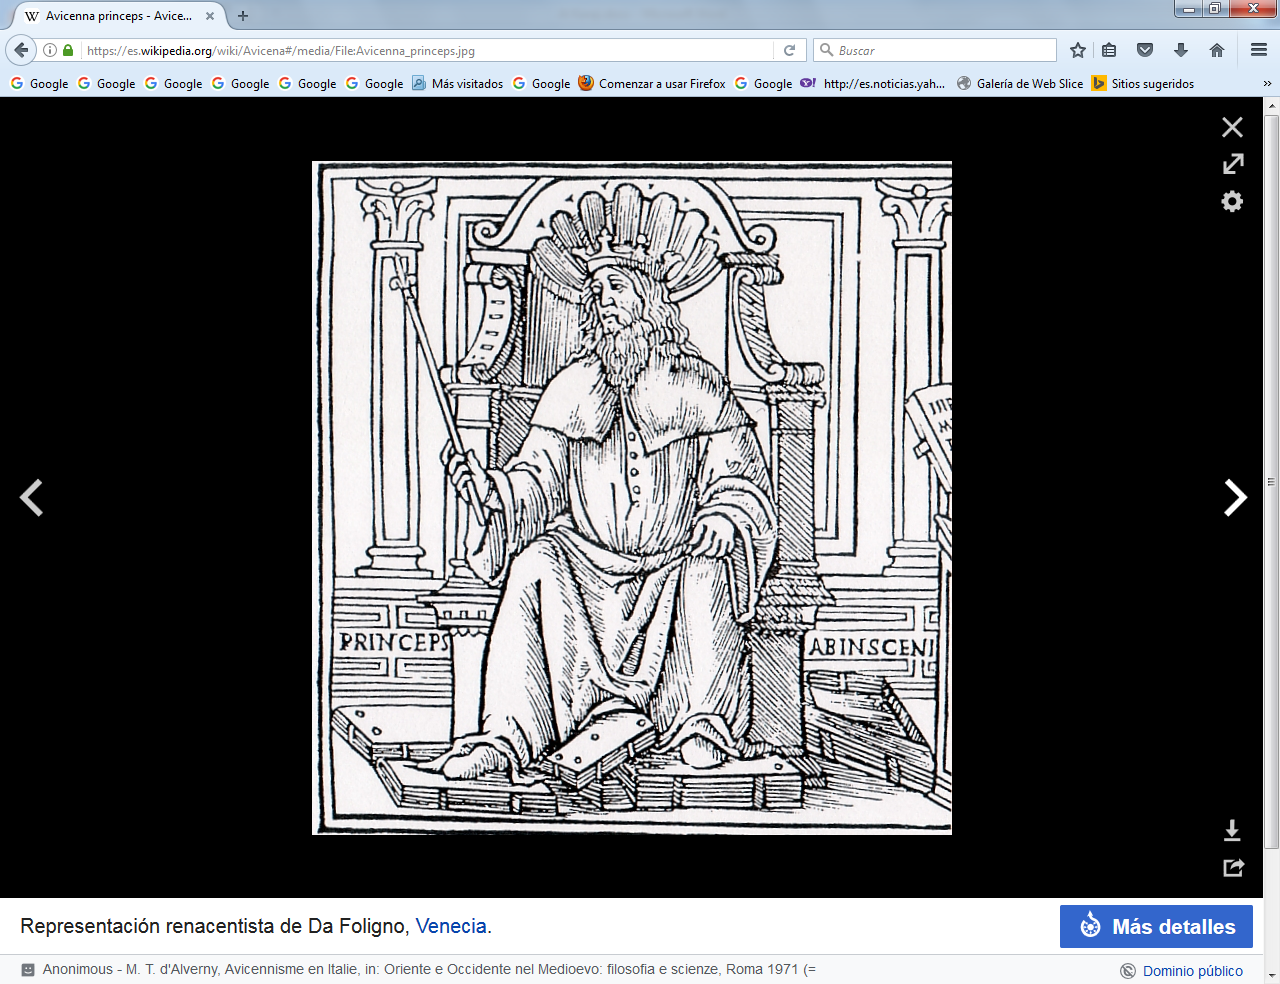 Avicenna princeps - Avice...
https://es.wikipedia.org/wiki/Avicena#/media/File:Avicenna_princeps.jpg
Buscar
Google Google Google Google Google Google Más visitados Google Comenzar a usar Firefox Google http://es.noticias.yah... Galería de Web Slice Sitios sugeridos
PRINCEPS
ABINSCENI
Representación renacentista de Da Foligno, Venecia.
Más detalles
Anonimous - M. T. d'Alverny, Avicennisme en Italie, in: Oriente e Occidente nel Medioevo: filosofia e scienze, Roma 1971 (=
Dominio público